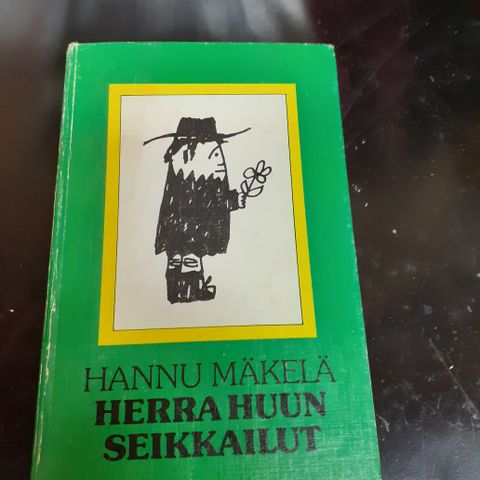 HANNU MÄKELÄ
HERRA HUUN
SEIKKAILUT